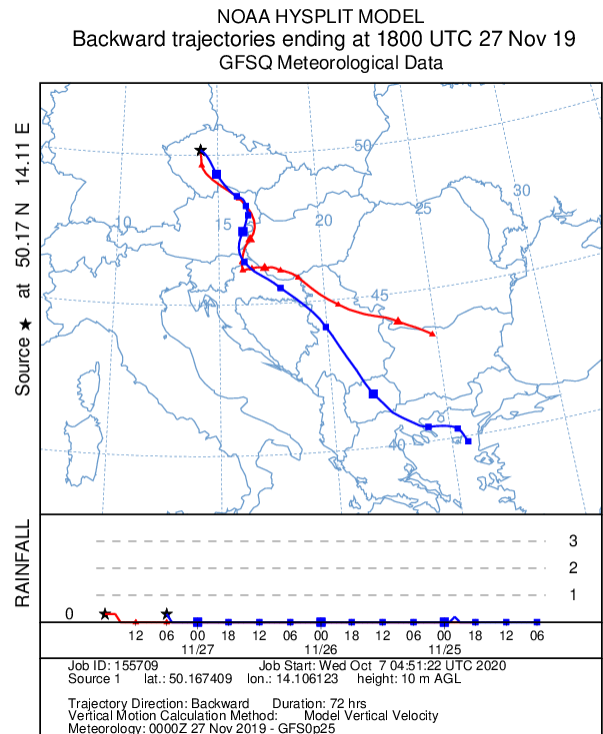 NOAA HYSPLIT MODEL
Backward trajectories ending at 1800 UTC 27 Nov 19
GFSQ Meteorological Data
Source ★ at 50.17 N 14.11 E
50
30
10
15
20
25
45
40
RAINFALL
3
2
1
0
12 06 00 18 12 06 00 18 12 06 00 18 12 06
11/27 11/26 11/25
Job ID: 155709 Job Start: Wed Oct 7 04:51:22 UTC 2020
Source 1 lat.: 50.167409 lon.: 14.106123 height: 10 m AGL
Trajectory Direction: Backward Duration: 72 hrs
Vertical Motion Calculation Method: Model Vertical Velocity
Meteorology: 0000Z 27 Nov 2019 - GFS0p25